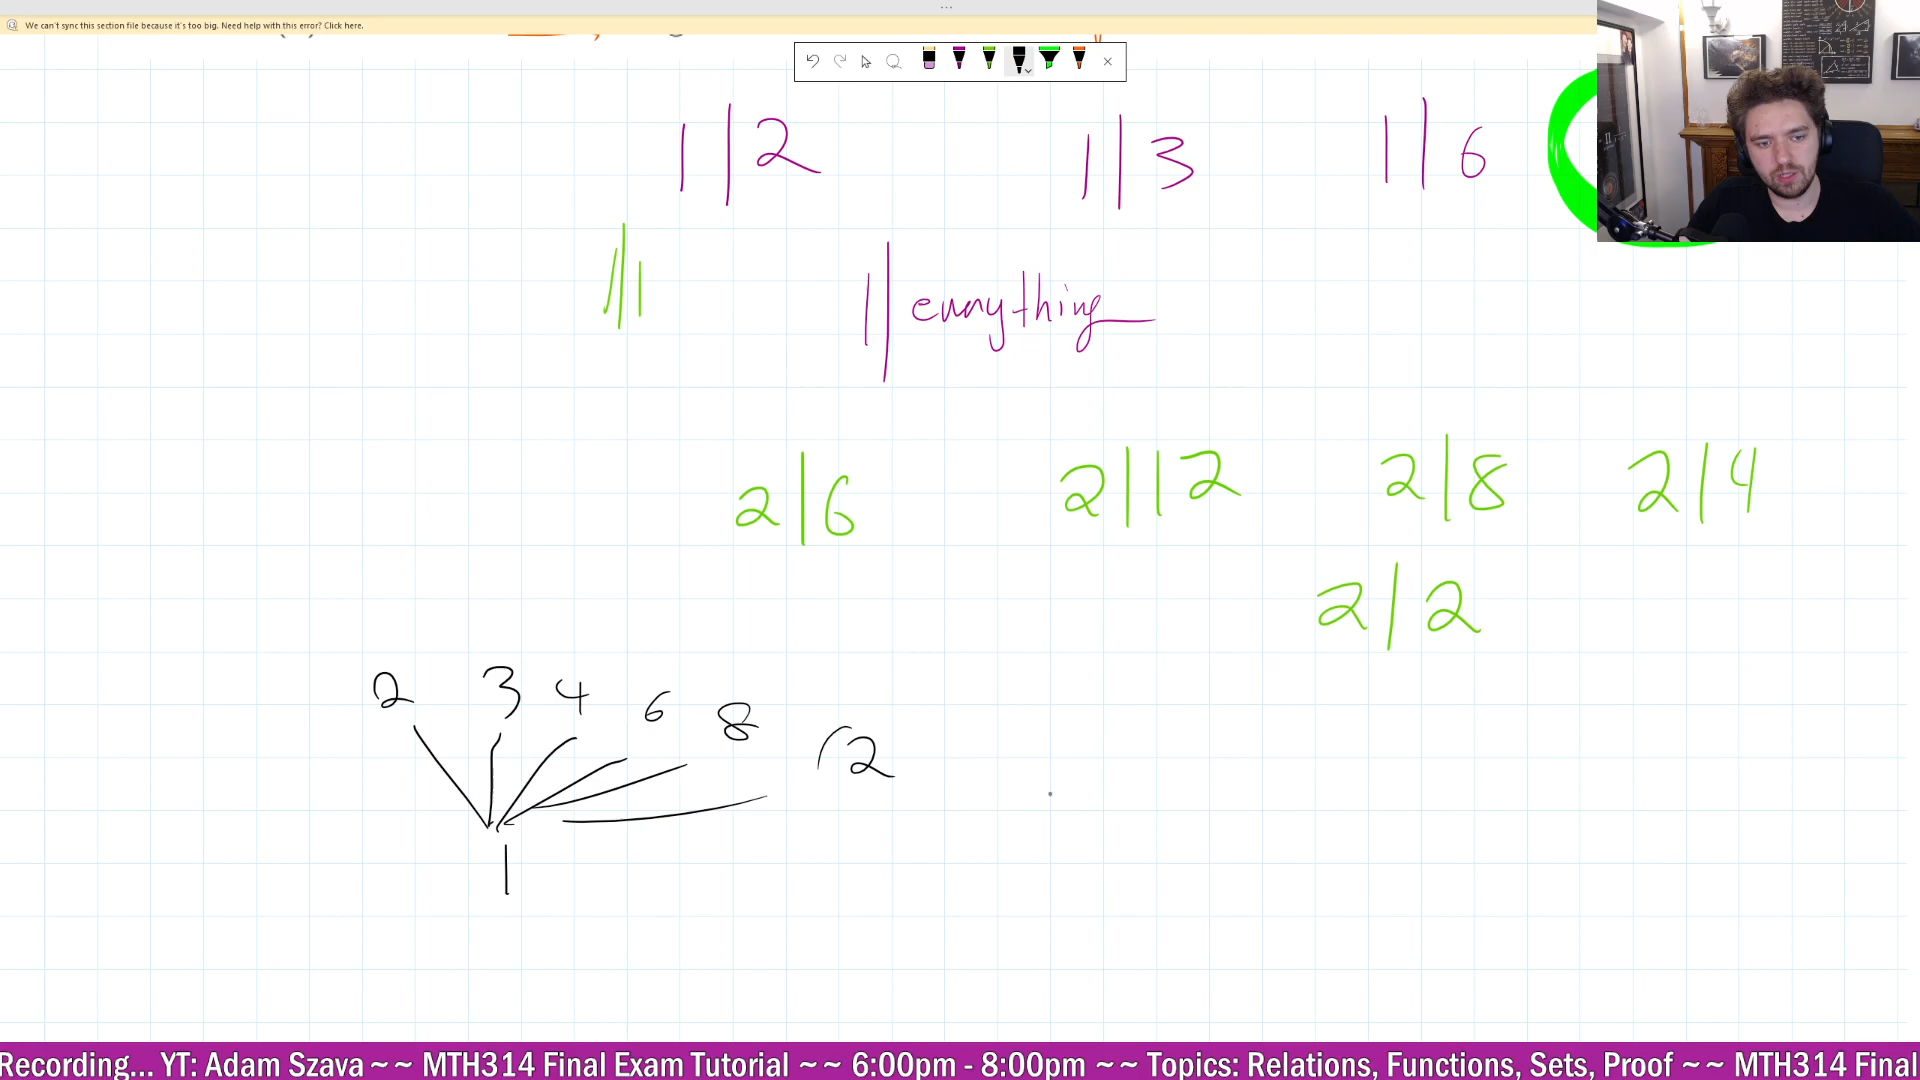 We can't sync this section file because it's too big. Need help with this error? Click here.
1|2 1|3 1|6
1|1
1|everything
2|6 2|12 2|8 2|4
2|2
2 3 4 6 8 12
1
Recording... YT: Adam Szava ~~ MTH314 Final Exam Tutorial ~~ 6:00pm - 8:00pm ~~ Topics: Relations, Functions, Sets, Proof ~~ MTH314 Final